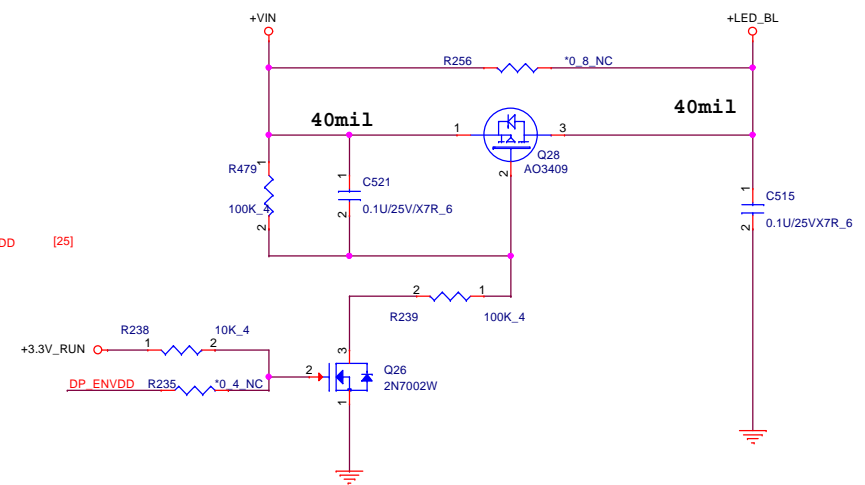 +VIN
+LED_BL
R256
*0_8_NC
40mil
40mil
1
3
Q28
AO3409
2
R479
1
100K_4
2
1
C521
2
0.1U/25V/X7R_6
1
C515
2
0.1U/25VX7R_6
DD
[25]
2
1
R239
100K_4
R238
10K_4
+3.3V_RUN
1
2
DP_ENVDD
R235
*0_4_NC
2
3
Q26
2N7002W
1